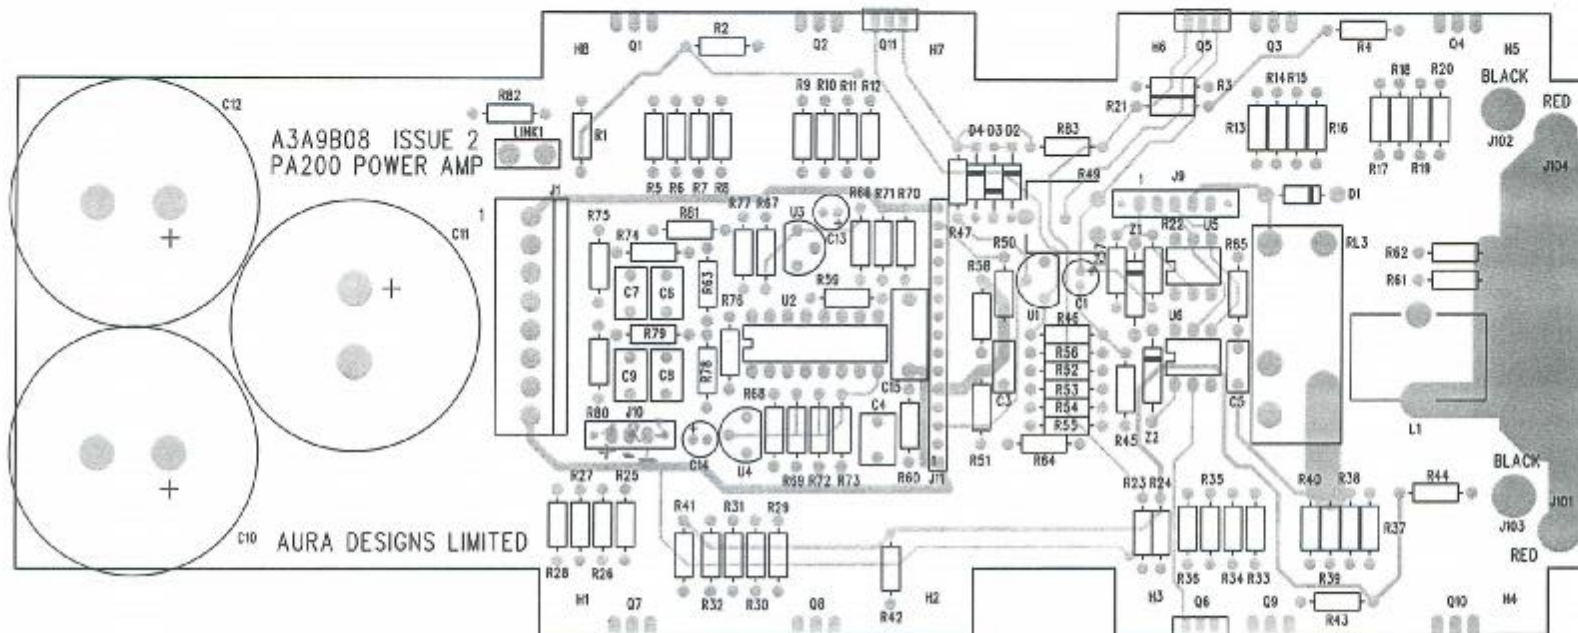 H8 Q1 R2 Q2 Q11 H7 H6 Q5 Q3 R4 Q4 H5
C12 R82 LINK1 R1
R9 R10 R11 R12
R21 R3 R14 R15 R18 R20 BLACK RED
A3A9B08 ISSUE 2
PA200 POWER AMP
D4 D3 D2 R83 R13 R16 J102
R5 R6 R7 R8 R17 R19 J104
J1 R49 J9
1 R75 R81 R77 R67 U3 R71 R70 1 D1
C11 R74 C13 R47 R50 Z1 R22 U5 R65 RL3
R62
C7 C6 R63 R59 R61
R76 U2 U1 C1
R79 R46 U6
R56
C9 C8 R78 R52
C15 C3 R53 C5
R68 C4 R54
R80 J10 R55 R45 Z2 L1
C14 U4 R51 R64
R69 R72 R73 R60 J11 1 BLACK
R27 R25 R23 R24 R35 R40 R38 R44
R41 R31 R29 J103 J101
C10 AURA DESIGNS LIMITED R37 RED
R28 R26 R34 R33 R39
H1 Q7 R32 R30 Q8 R42 H2 H3 Q6 Q9 R43 Q10 H4